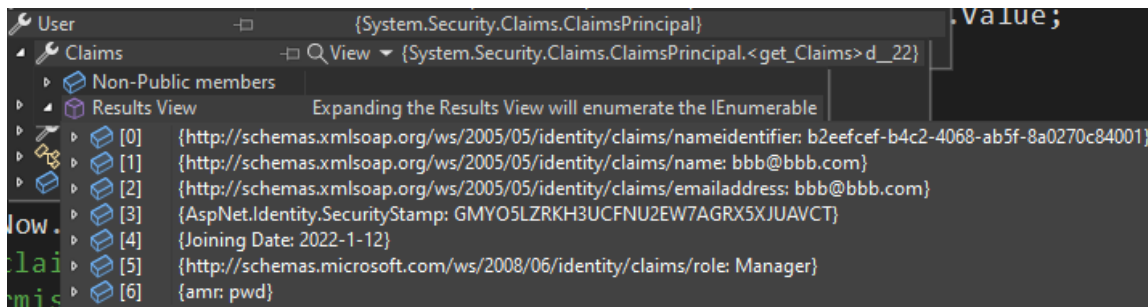 User {System.Security.Claims.ClaimsPrincipal} .Value;
Claims View {System.Security.Claims.ClaimsPrincipal.<get_Claims>d__22}
Non-Public members
Results View Expanding the Results View will enumerate the IEnumerable
[0] {http://schemas.xmlsoap.org/ws/2005/05/identity/claims/nameidentifier: b2eefcef-b4c2-4068-ab5f-8a0270c84001}
[1] {http://schemas.xmlsoap.org/ws/2005/05/identity/claims/name: bbb@bbb.com}
[2] {http://schemas.xmlsoap.org/ws/2005/05/identity/claims/emailaddress: bbb@bbb.com}
[3] {AspNet.Identity.SecurityStamp: GMYO5LZRKH3UCFNU2EW7AGRX5XJUAVCT}
[4] {Joining Date: 2022-1-12}
[5] {http://schemas.microsoft.com/ws/2008/06/identity/claims/role: Manager}
[6] {amr: pwd}